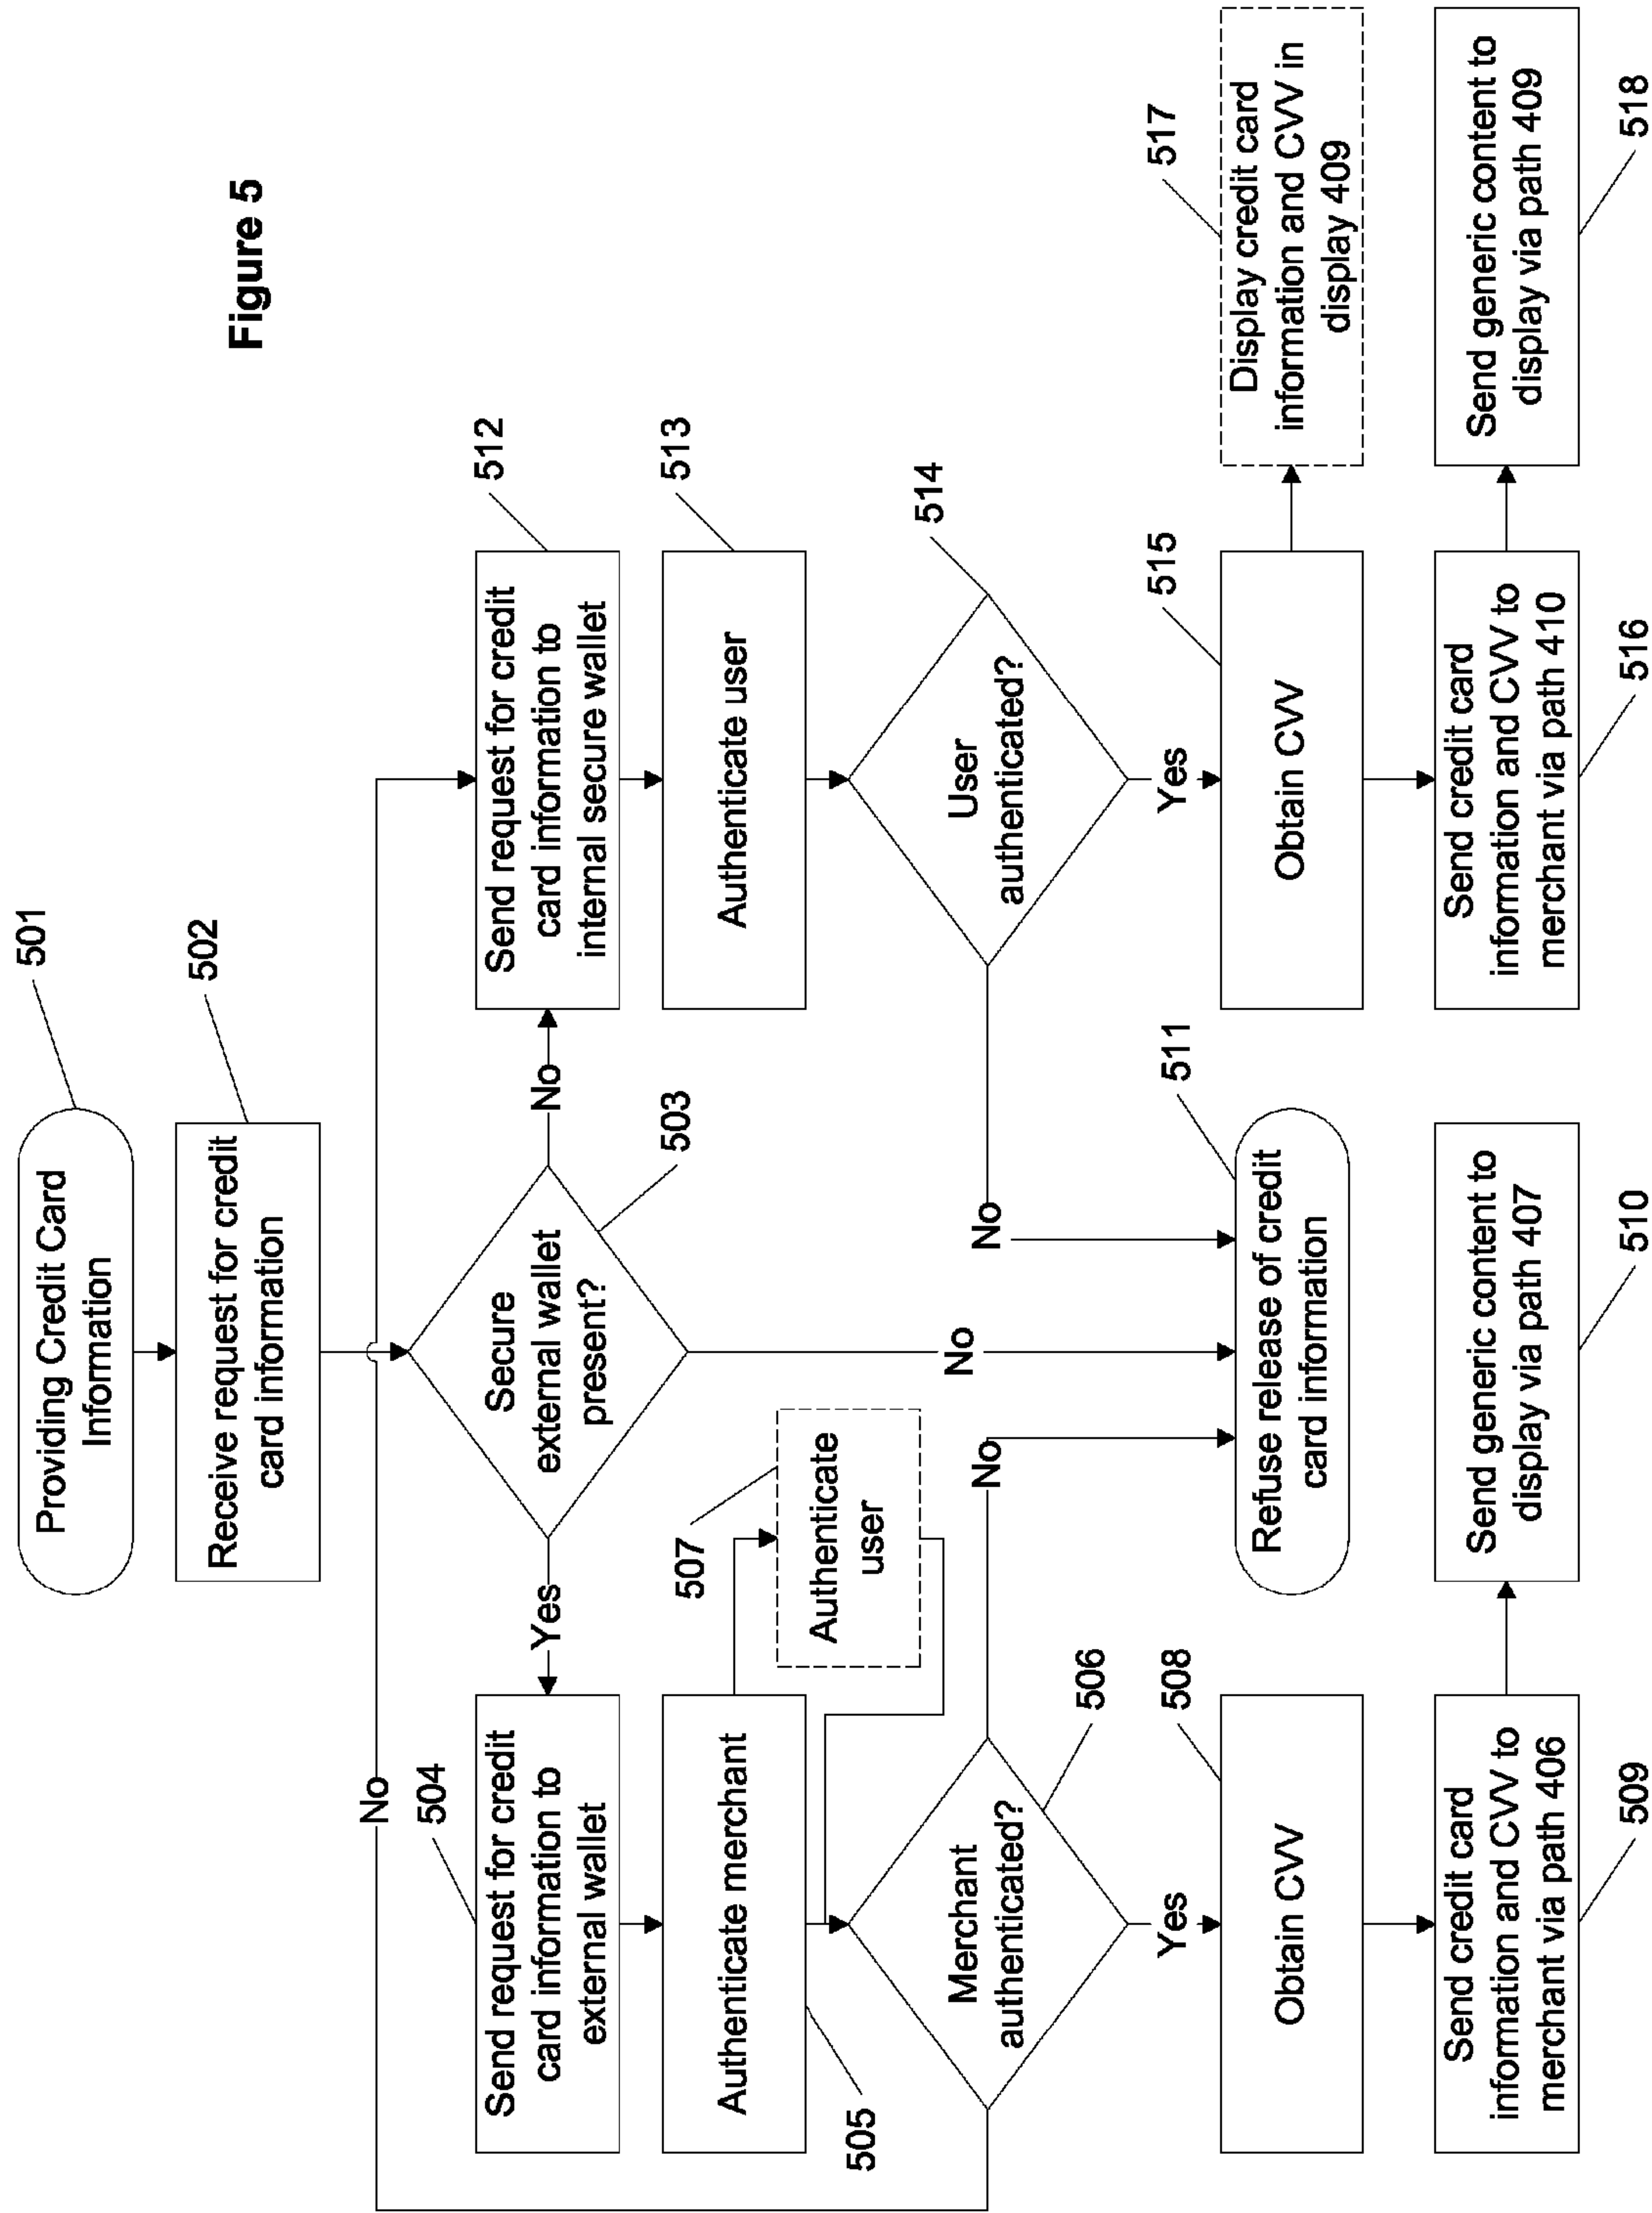 Figure 5
501
Providing Credit Card
Information
502
Receive request for credit
card information
No
503
Secure
external wallet
present?
Yes
No
No
504
Send request for credit
card information to
external wallet
512
Send request for credit
card information to
internal secure wallet
Authenticate merchant
505
507
Authenticate
user
513
Authenticate user
506
Merchant
authenticated?
No
Yes
514
User
authenticated?
No
Yes
508
Obtain CVV
511
Refuse release of credit
card information
515
Obtain CVV
517
Display credit card
information and CVV in
display 409
Send credit card
information and CVV to
merchant via path 406
509
Send generic content to
display via path 407
510
Send credit card
information and CVV to
merchant via path 410
516
Send generic content to
display via path 409
518